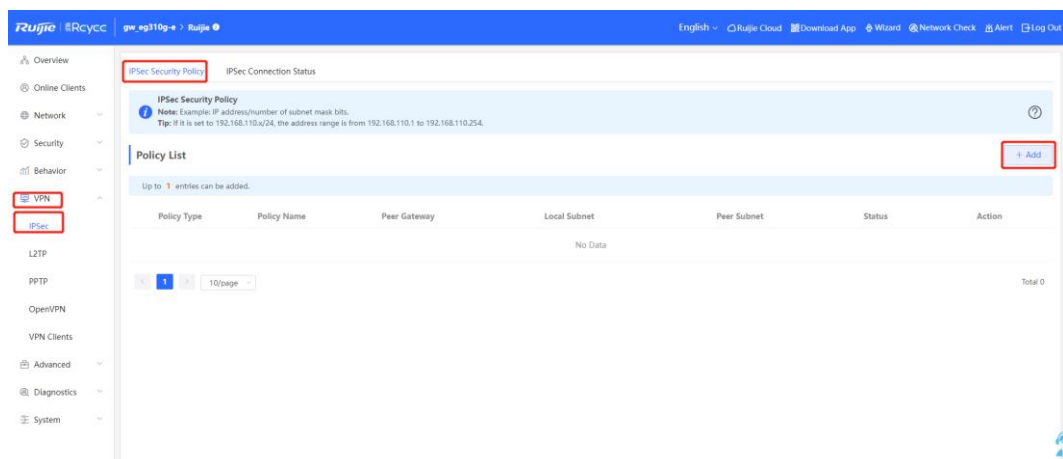 Ruijie Rcycc gw_eg310g-e > Ruijie English Ruijie Cloud Download App Wizard Network Check Alert Log Out
Overview
Online Clients
Network
Security
Behavior
VPN
IPSec
L2TP
PPTP
OpenVPN
VPN Clients
Advanced
Diagnostics
System
IPSec Security Policy IPSec Connection Status
IPSec Security Policy
Note: Example: IP address/number of subnet mask bits.
Tip: If it is set to 192.168.110.x/24, the address range is from 192.168.110.1 to 192.168.110.254.
Policy List + Add
Up to 1 entries can be added.
Policy Type Policy Name Peer Gateway Local Subnet Peer Subnet Status Action
No Data
< 1 > 10/page Total 0